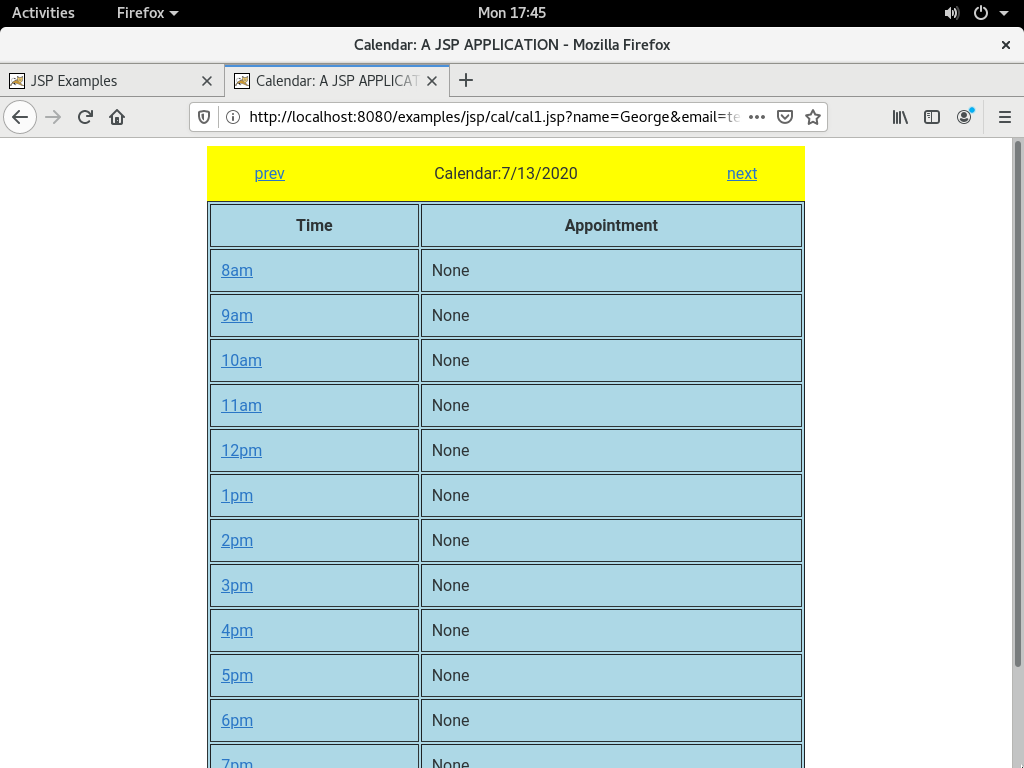 Activities Firefox Mon 17:45
Calendar: A JSP APPLICATION - Mozilla Firefox
JSP Examples Calendar: A JSP APPLICAT
http://localhost:8080/examples/jsp/cal/cal1.jsp?name=George&email=te
prev Calendar:7/13/2020 next
Time Appointment
8am None
9am None
10am None
11am None
12pm None
1pm None
2pm None
3pm None
4pm None
5pm None
6pm None
7pm None